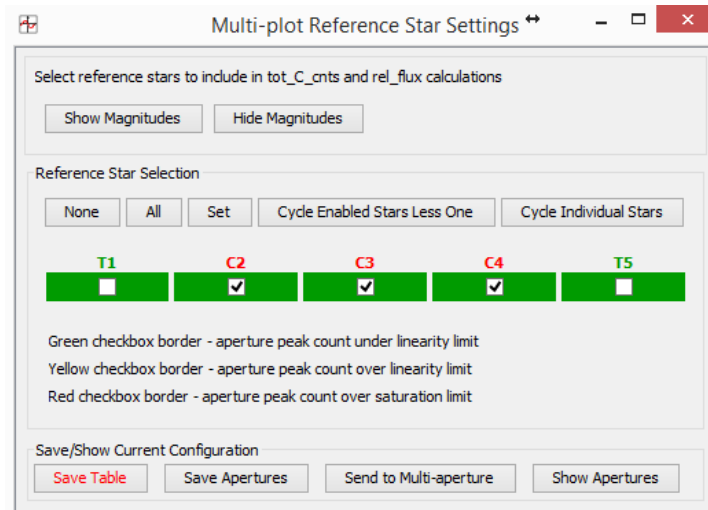 Multi-plot Reference Star Settings
Select reference stars to include in tot_C_cnts and rel_flux calculations
Show Magnitudes Hide Magnitudes
Reference Star Selection
None All Set Cycle Enabled Stars Less One Cycle Individual Stars
T1 C2 C3 C4 T5
Green checkbox border - aperture peak count under linearity limit
Yellow checkbox border - aperture peak count over linearity limit
Red checkbox border - aperture peak count over saturation limit
Save/Show Current Configuration
Save Table Save Apertures Send to Multi-aperture Show Apertures